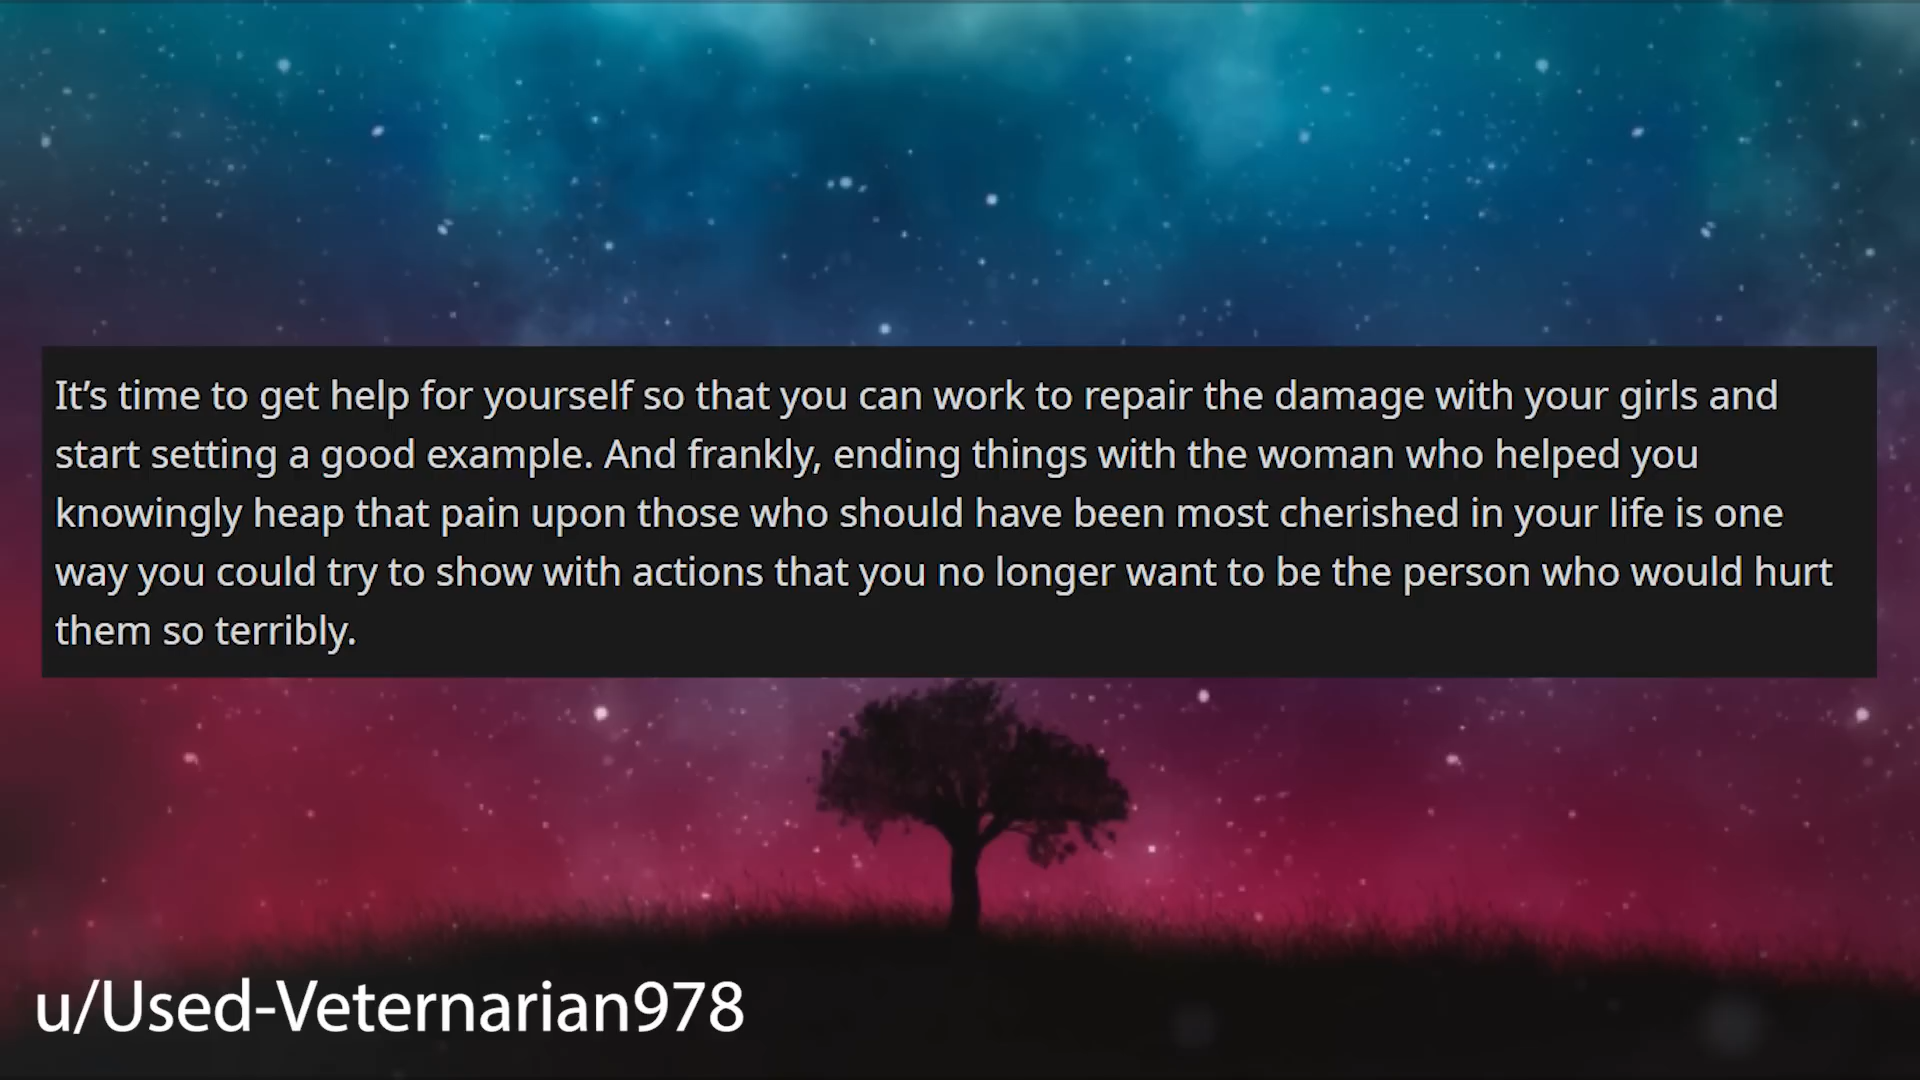 It’s time to get help for yourself so that you can work to repair the damage with your girls and
start setting a good example. And frankly, ending things with the woman who helped you
knowingly heap that pain upon those who should have been most cherished in your life is one
way you could try to show with actions that you no longer want to be the person who would hurt
them so terribly.
u/Used-Veternarian978